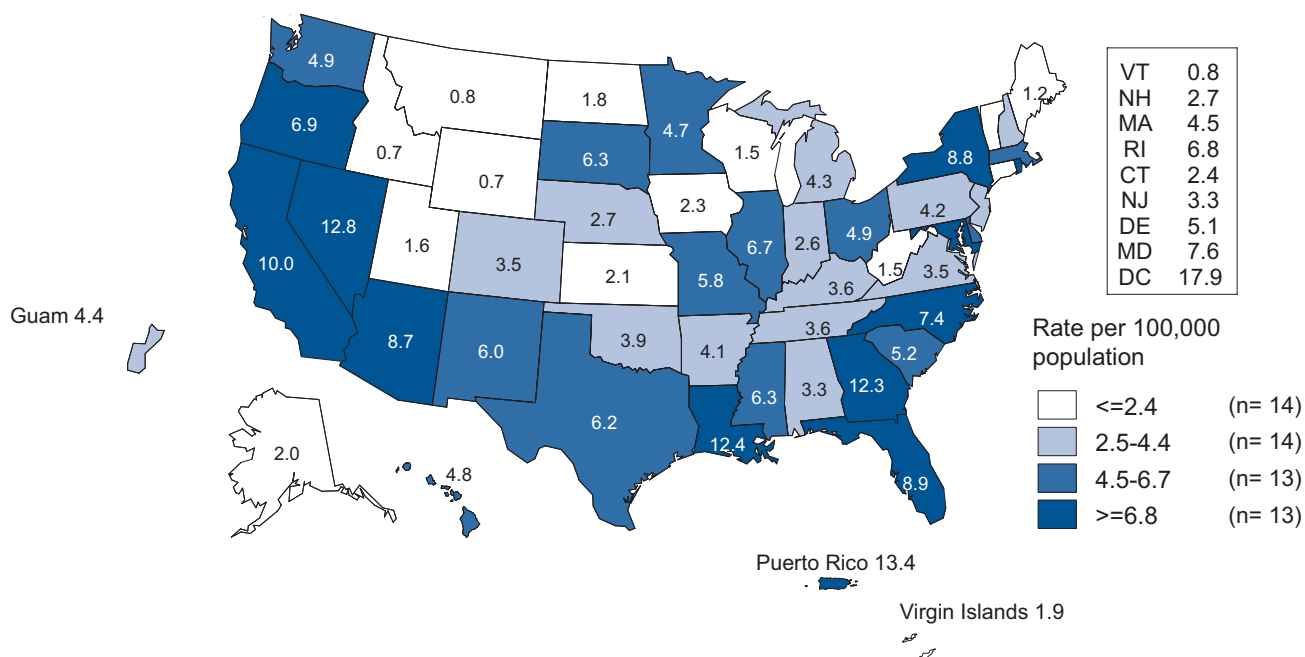 4.9
0.8
1.8
4.7
1.2
6.9
0.7
0.7
6.3
1.5
4.3
8.8
12.8
1.6
2.7
2.3
4.2
10.0
3.5
2.1
5.8
6.7
2.6
4.9
1.5
3.5
3.6
8.7
6.0
3.9
4.1
3.6
7.4
5.2
6.2
12.4
6.3
3.3
12.3
8.9
2.0
4.8
Guam 4.4
Puerto Rico 13.4
Virgin Islands 1.9
VT 0.8
NH 2.7
MA 4.5
RI 6.8
CT 2.4
NJ 3.3
DE 5.1
MD 7.6
DC 17.9
Rate per 100,000
population
<=2.4 (n= 14)
2.5-4.4 (n= 14)
4.5-6.7 (n= 13)
>=6.8 (n= 13)